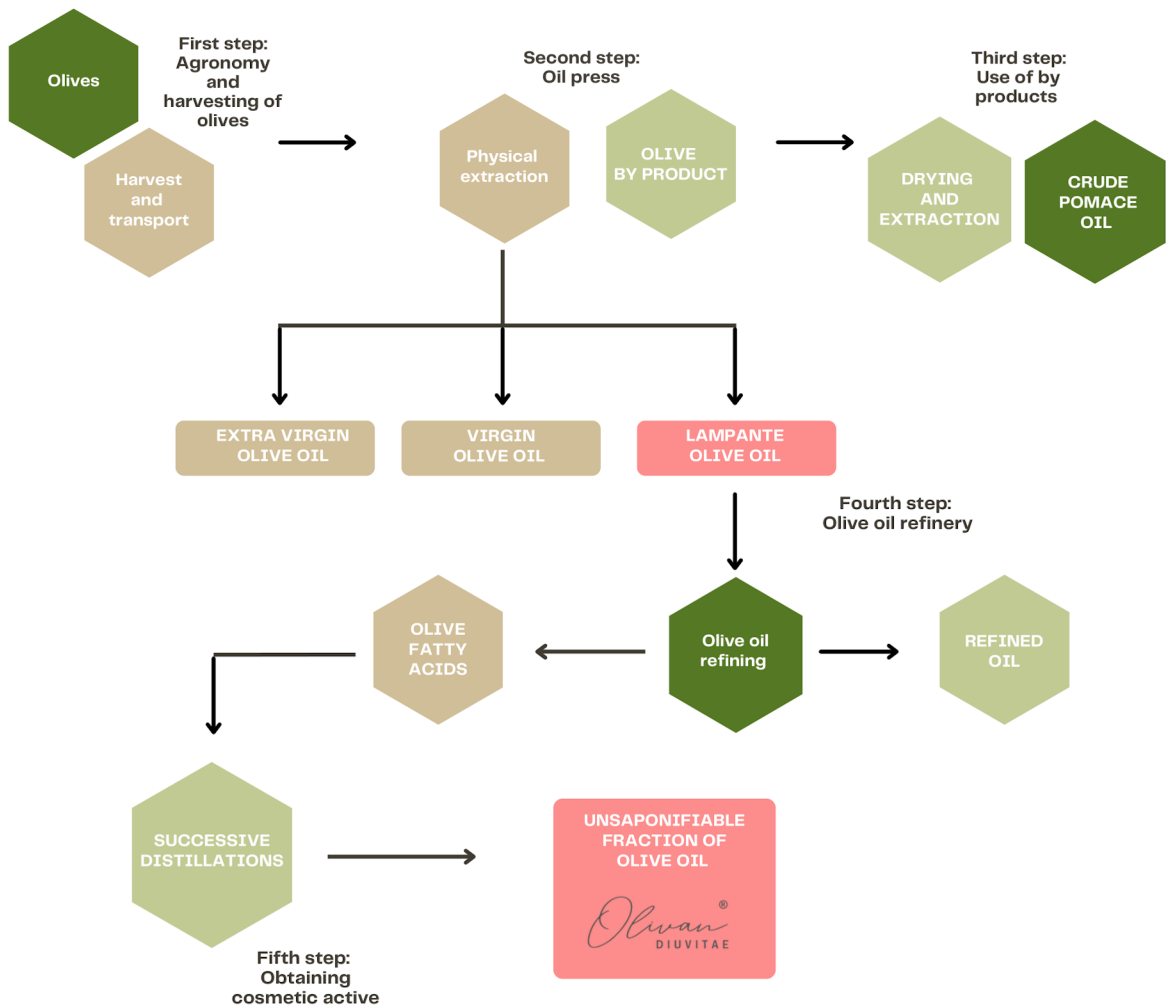 Olives
First step:
Agronomy
and
harvesting of
olives
Harvest
and
transport
Second step:
Oil press
Physical
extraction
OLIVE
BY PRODUCT
Third step:
Use of by
products
DRYING
AND
EXTRACTION
CRUDE
POMACE
OIL
EXTRA VIRGIN
OLIVE OIL
VIRGIN
OLIVE OIL
LAMPANTE
OLIVE OIL
Fourth step:
Olive oil refinery
OLIVE
FATTY
ACIDS
Olive oil
refining
REFINED
OIL
SUCCESSIVE
DISTILLATIONS
UNSAPONIFIABLE
FRACTION OF
OLIVE OIL
Olivan®
DIUVITAE
Fifth step:
Obtaining
cosmetic active